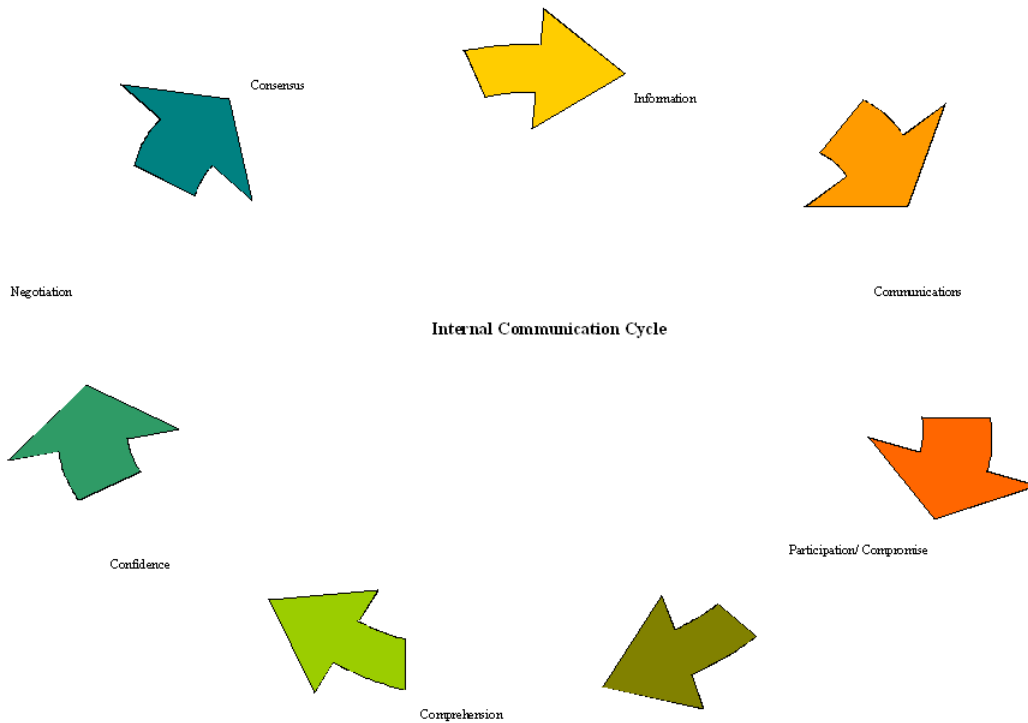 Consensus
Information
Negotiation
Communications
Internal Communication Cycle
Participation/ Compromise
Confidence
Comprehension